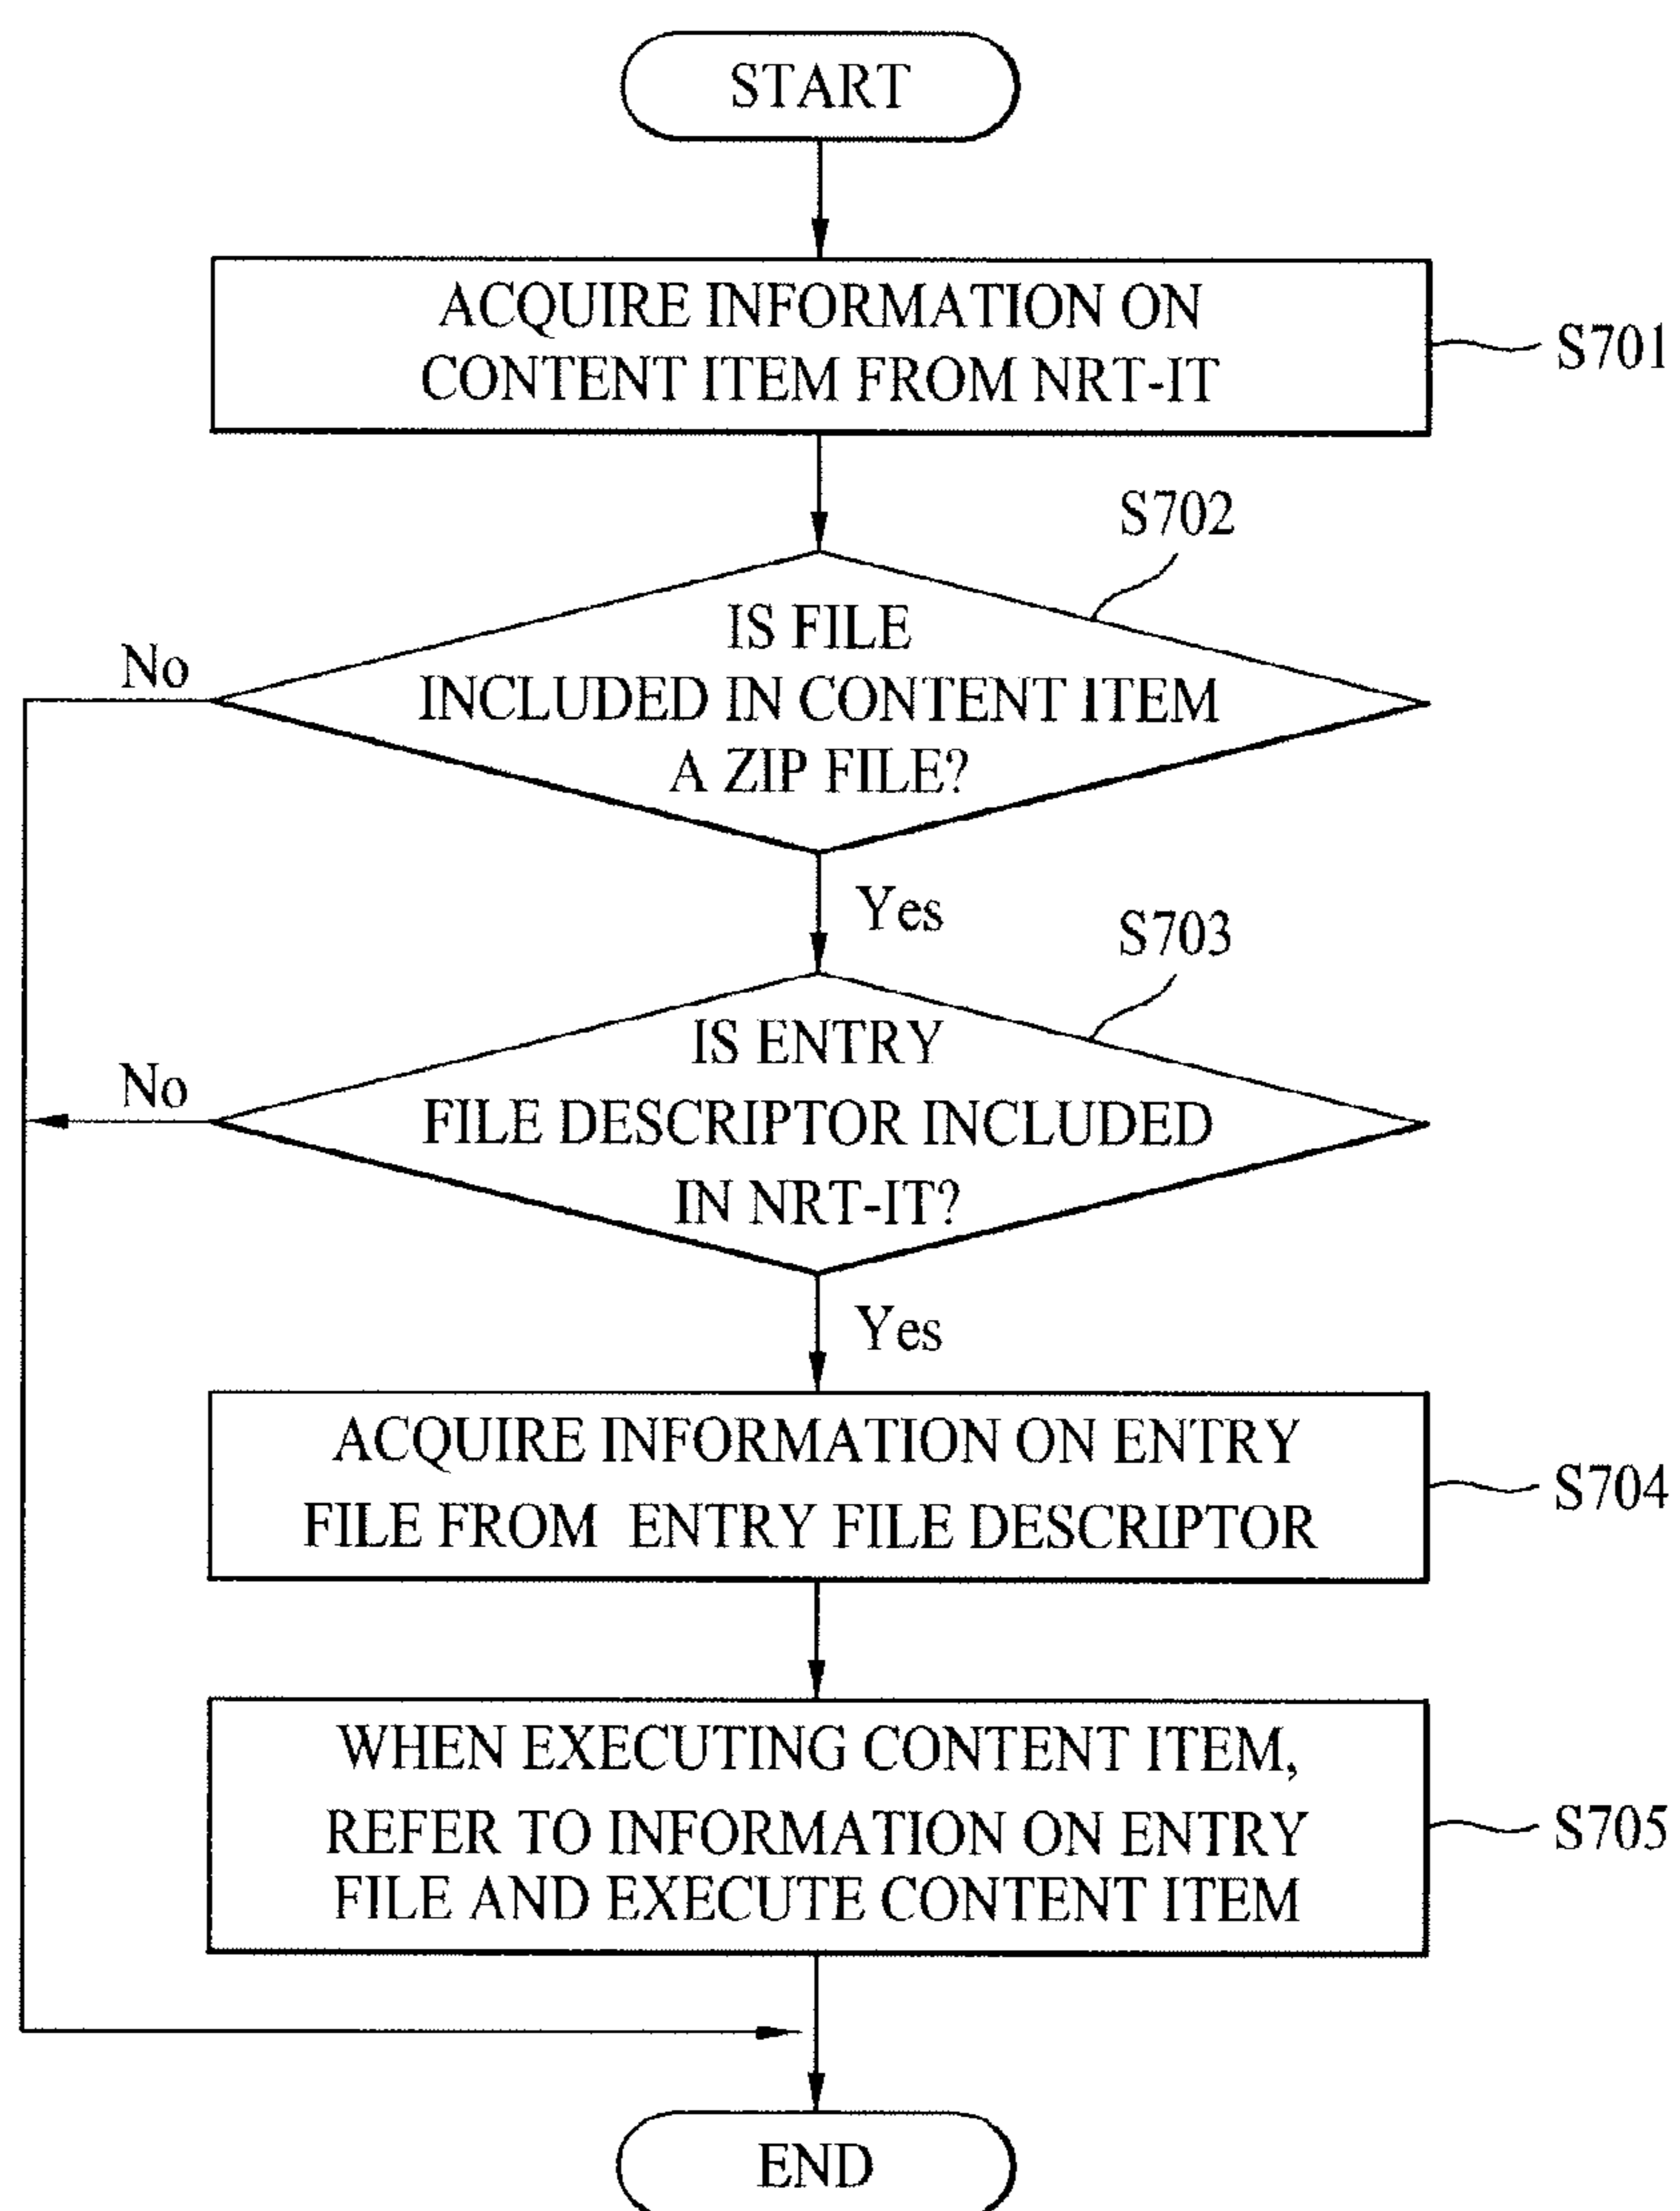 START
ACQUIRE INFORMATION ON
CONTENT ITEM FROM NRT-IT
S701
S702
IS FILE
INCLUDED IN CONTENT ITEM
A ZIP FILE?
No
Yes
S703
IS ENTRY
FILE DESCRIPTOR INCLUDED
IN NRT-IT?
No
Yes
ACQUIRE INFORMATION ON ENTRY
FILE FROM ENTRY FILE DESCRIPTOR
S704
WHEN EXECUTING CONTENT ITEM,
REFER TO INFORMATION ON ENTRY
FILE AND EXECUTE CONTENT ITEM
S705
END